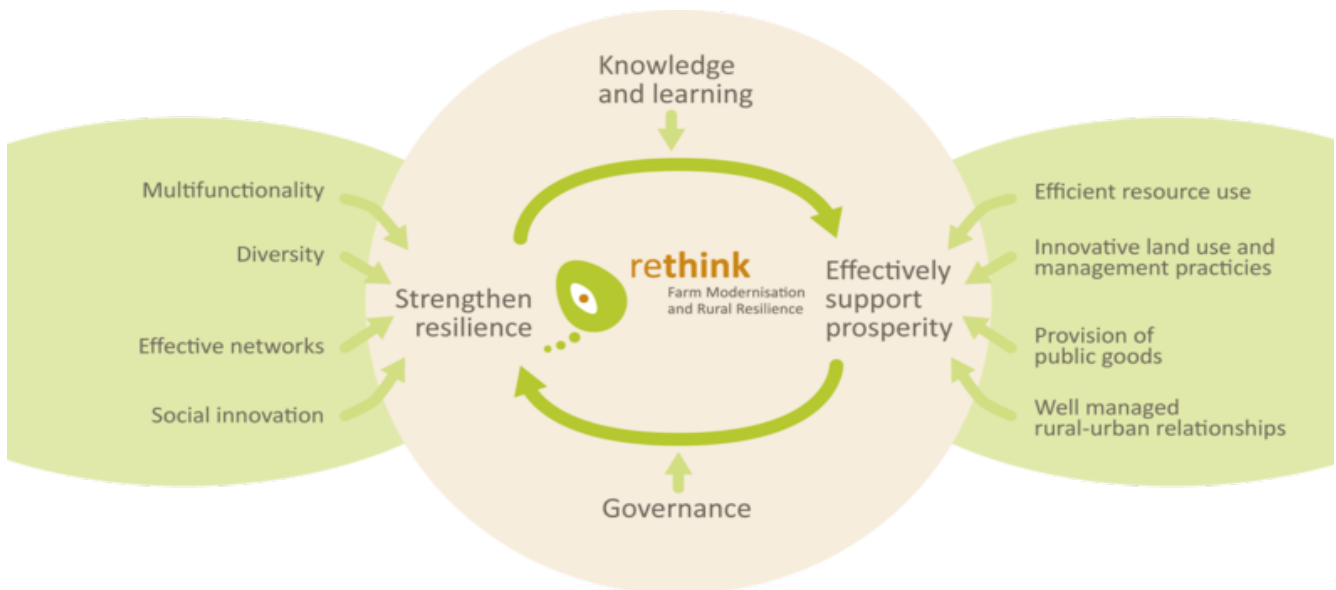 Knowledge
and learning
Multifunctionality
Diversity
Effective networks
Social innovation
Strengthen
resilience
rethink
Farm Modernisation
and Rural Resilience
Effectively
support
prosperity
Efficient resource use
Innovative land use and
management practicies
Provision of
public goods
Well managed
rural-urban relationships
Governance